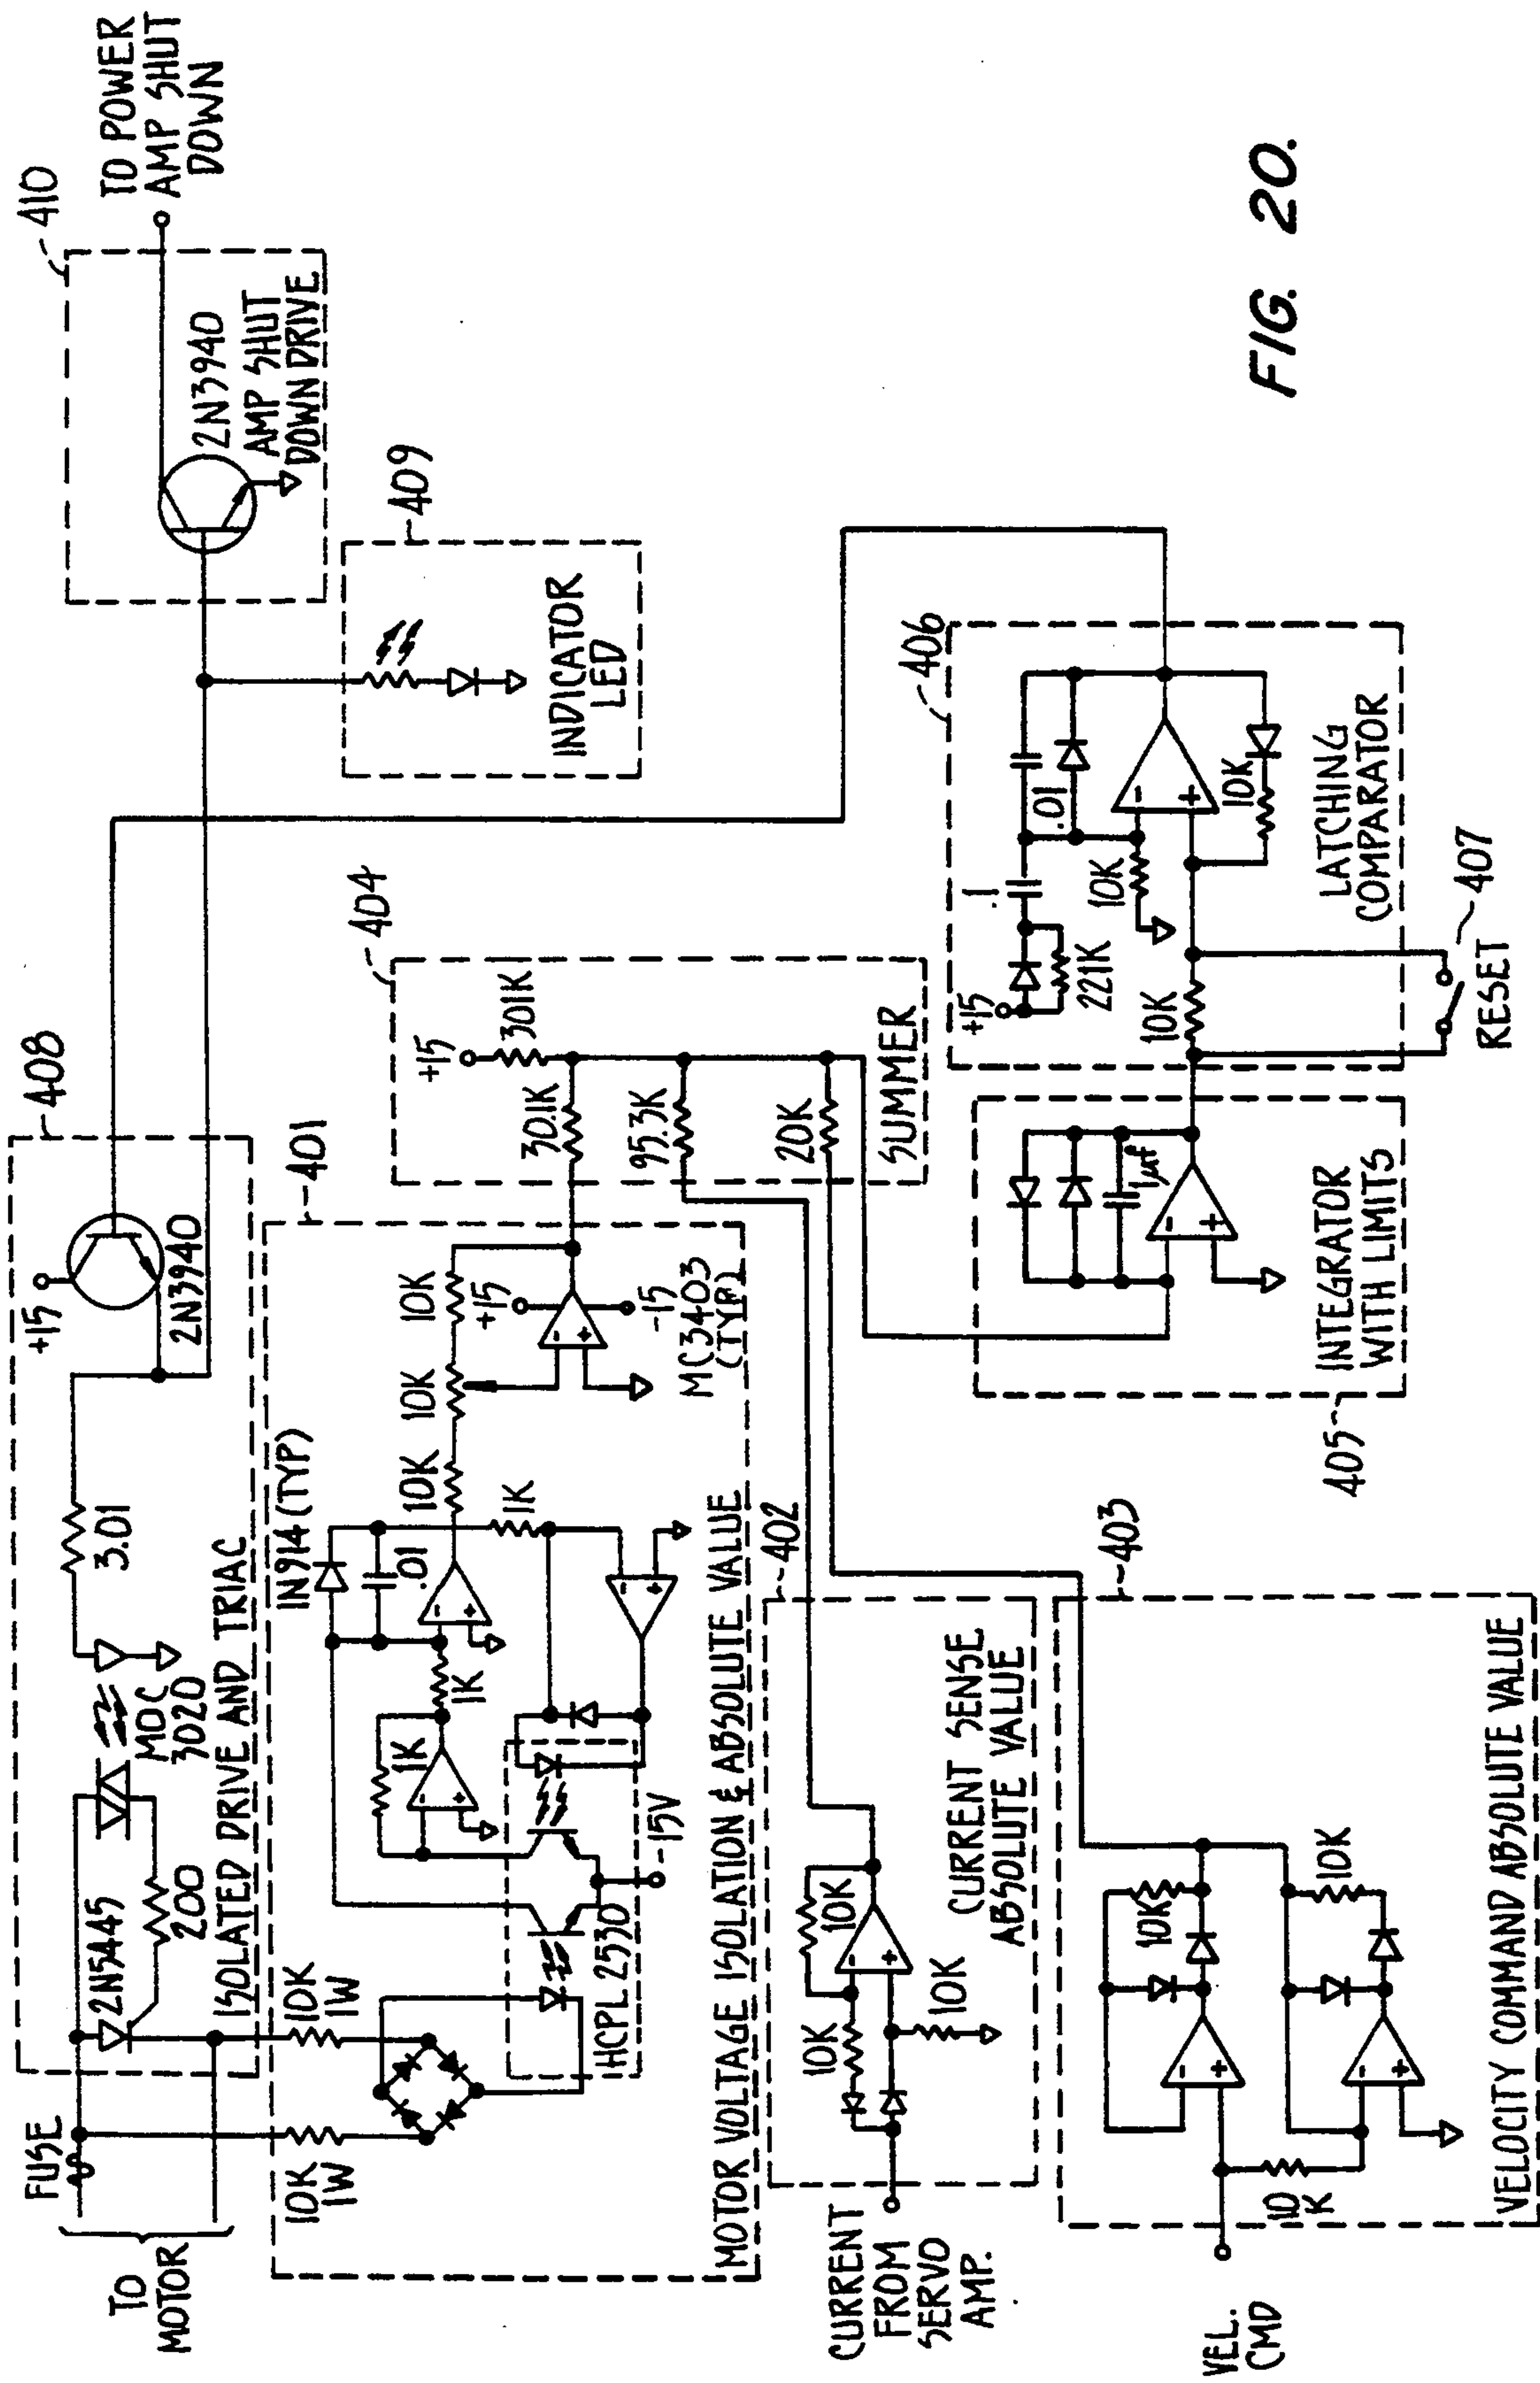 TO POWER
AMP SHUT
DOWN
410
2N3940
AMP SHUT
DOWN DRIVE
409
INDICATOR
LED
408
+15
2N3940
3.01
MOC
3020
2N5445
200
ISOLATED DRIVE AND TRIAC
FUSE
TO
MOTOR
401
1N914 (TYP)
10K
1W
10K
1W
HCPL 2530
-15V
1K
1K
.01
1K
10K
10K
10K
+15
-15
MC3403
(TYP)
MOTOR VOLTAGE ISOLATION & ABSOLUTE VALUE
404
+15
301K
30.1K
95.3K
20K
SUMMER
402
CURRENT
FROM
SERVO
AMP.
10K
10K
10K
CURRENT SENSE
ABSOLUTE VALUE
403
VEL.
CMD
10
K
10K
10K
VELOCITY COMMAND ABSOLUTE VALUE
405
1µf
INTEGRATOR
WITH LIMITS
406
+15
.1
.01
221K
10K
10K
10K
LATCHING
COMPARATOR
407
RESET
FIG. 20.